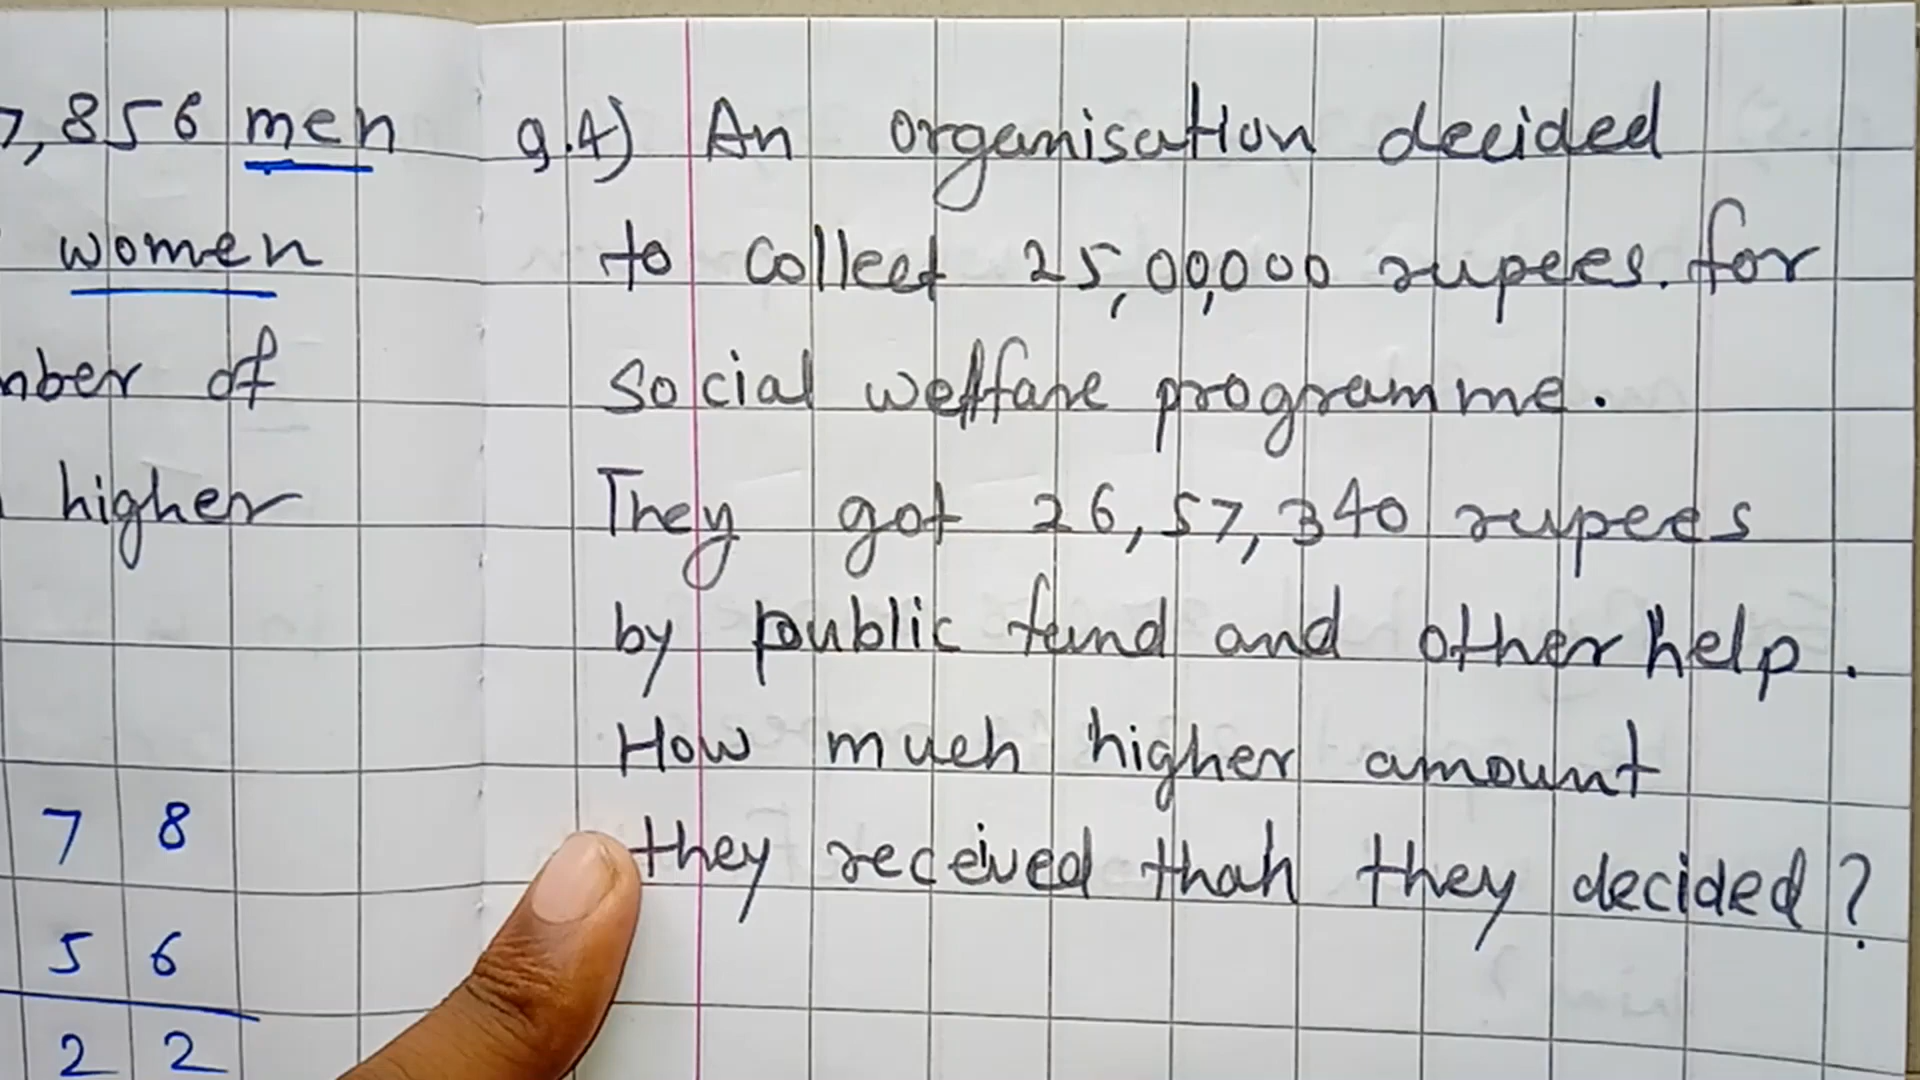 7,856 men
women
mber of
higher
7 8
5 6
2 2
Q.4) An organisation decided
to collect 25,00,000 rupees. for
social welfare programme.
They got 26,57,340 rupees
by public fund and other help.
How much higher amount
they received than they decided?